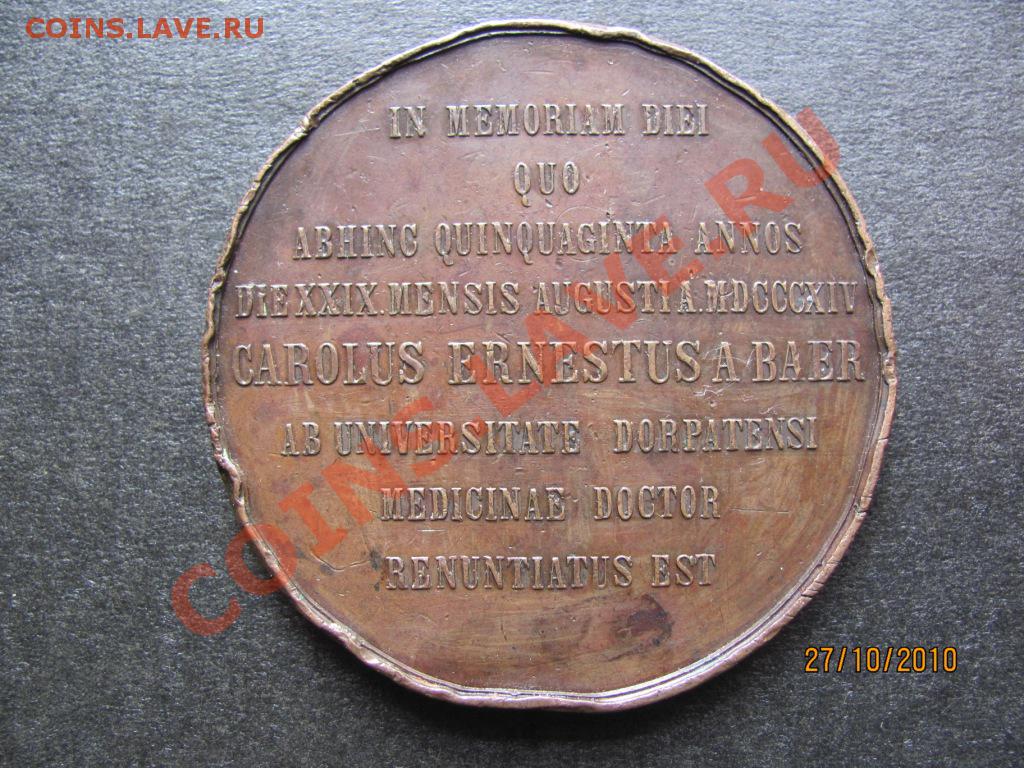 COINS.LAVE.RU
IN MEMORIAM DIEI
QUO
ABHINC QUINQUAGINTA ANNOS
DIE XXIX. MENSIS AUGUSTI A. MDCCCXIV
CAROLUS ERNESTUS A BAER
AB UNIVERSITATE DORPATENSI
MEDICINAE DOCTOR
RENUNTIATUS EST
COINS.LAVE.RU
27/10/2010